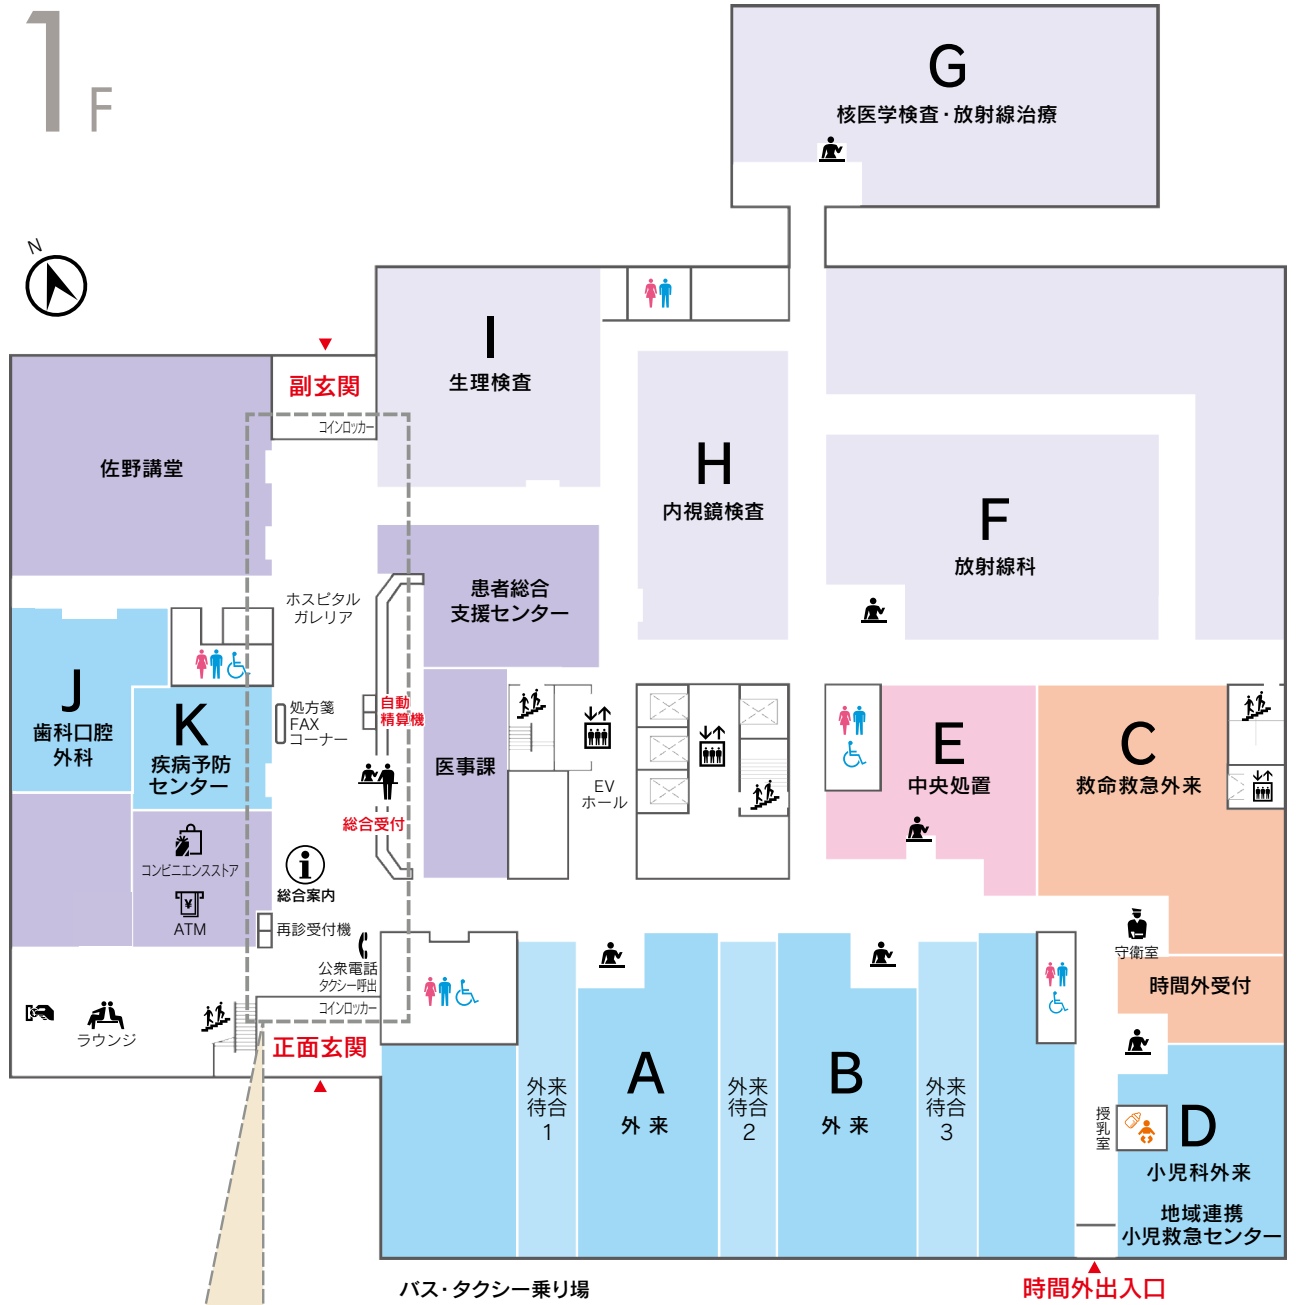 1F
G
核医学検査・放射線治療
N
I
生理検査
副玄関
コインロッカー
H
内視鏡検査
佐野講堂
F
放射線科
患者総合
支援センター
ホスピタル
ガレリア
J
歯科口腔
外科
K
疾病予防
センター
処方箋
FAX
コーナー
自動
精算機
医事課
EV
ホール
E
中央処置
C
救命救急外来
総合受付
コンビニエンスストア
¥
ATM
i
総合案内
再診受付機
公衆電話
タクシー呼出
コインロッカー
守衛室
時間外受付
ラウンジ
正面玄関
外来
待合
1
A
外 来
外来
待合
2
B
外 来
外来
待合
3
授乳室
D
小児科外来
地域連携
小児救急センター
バス・タクシー乗り場
時間外出入口